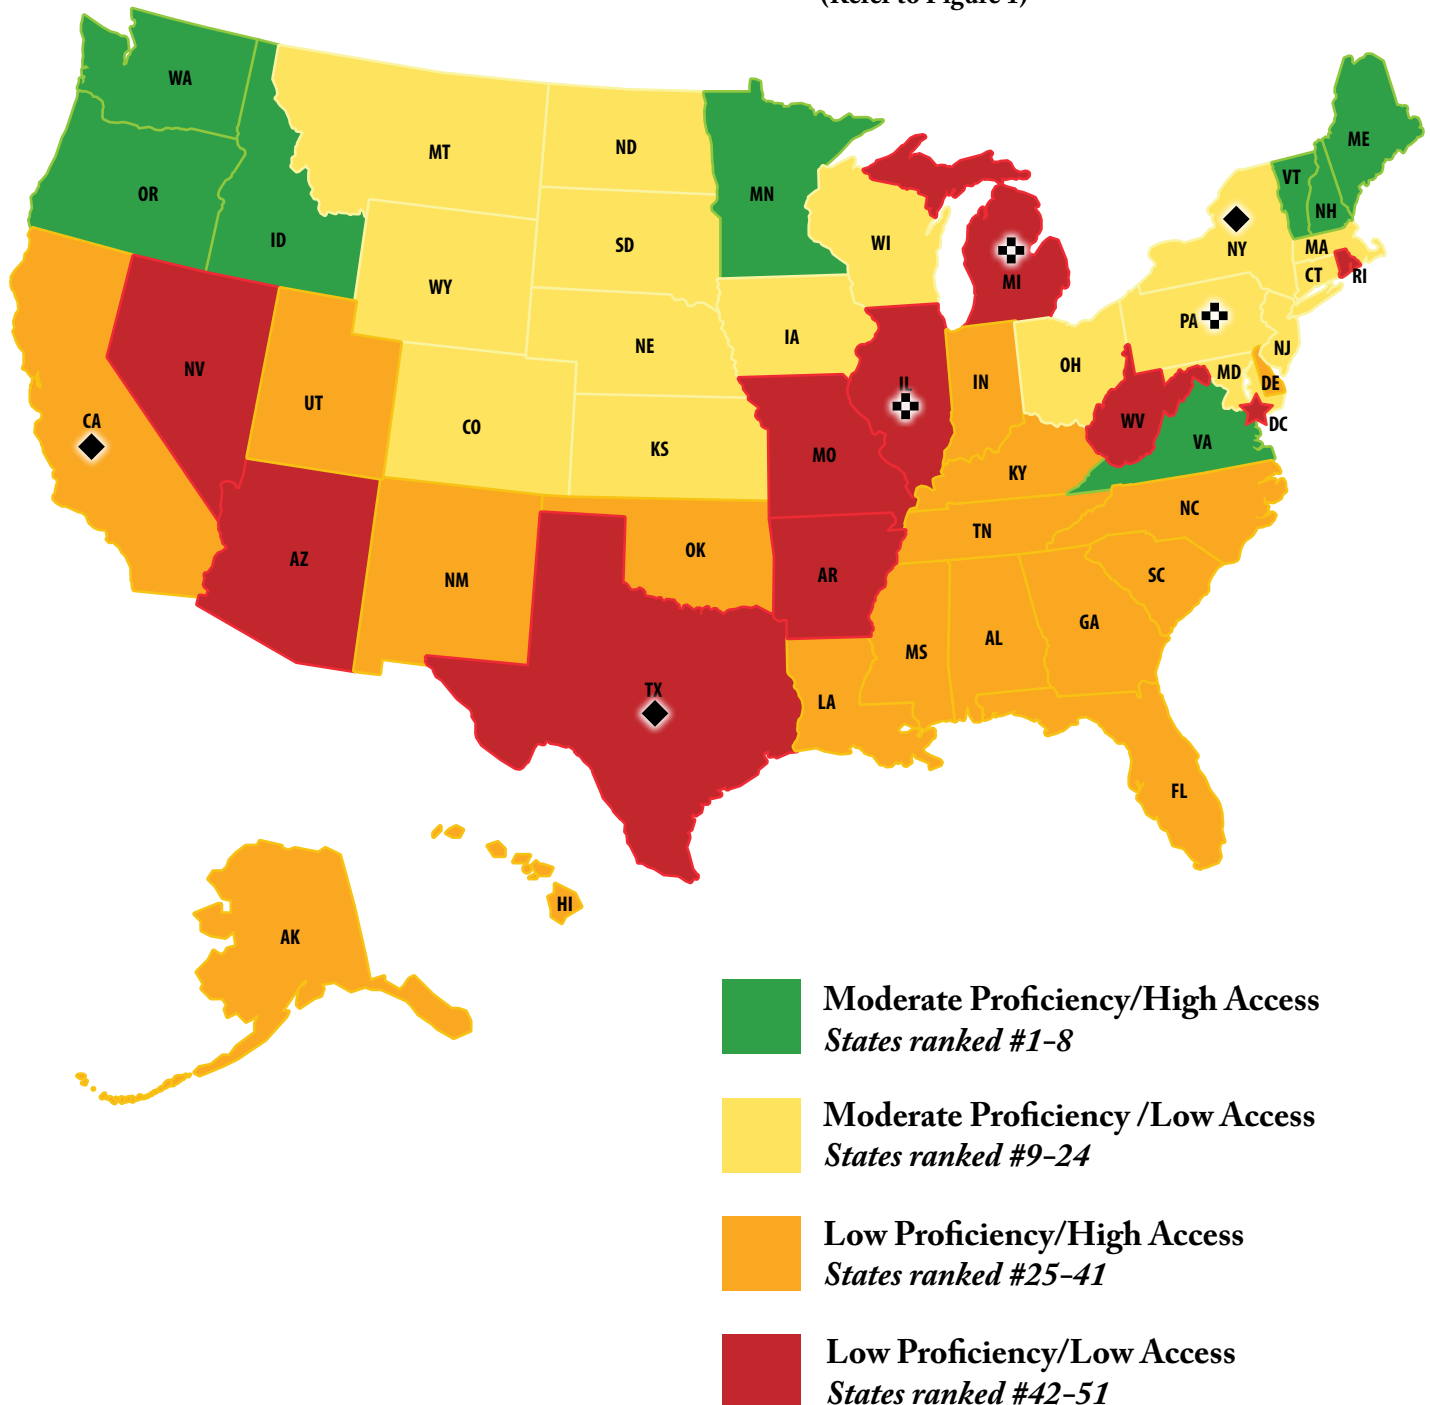 (Refer to Figure 1)
WA
MT
ND
MN
OR
ID
WY
SD
WI
MI
ME
VT
NH
NY
MA
CT
RI
PA
NJ
NE
IA
OH
MD
DE
DC
NV
UT
CO
KS
MO
IL
IN
WV
VA
CA
KY
NC
TN
AZ
NM
OK
AR
SC
MS
AL
GA
TX
LA
FL
HI
AK
Moderate Proficiency/High Access
States ranked #1–8
Moderate Proficiency /Low Access
States ranked #9–24
Low Proficiency/High Access
States ranked #25–41
Low Proficiency/Low Access
States ranked #42–51